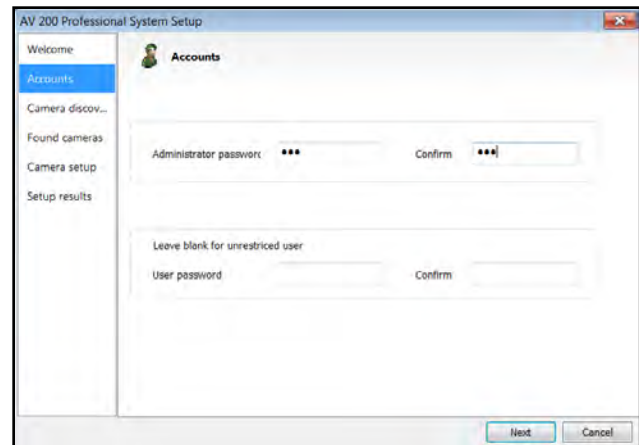 AV 200 Professional System Setup
Welcome
Accounts
Camera discov...
Found cameras
Camera setup
Setup results
Accounts
Administrator passworc
Confirm
Leave blank for unrestriced user
User password
Confirm
Next
Cancel